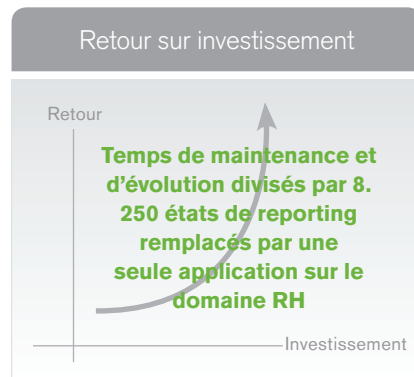 Retour sur investissement
Retour
Temps de maintenance et
d'évolution divisés par 8.
250 états de reporting
remplacés par une
seule application sur le
domaine RH
Investissement